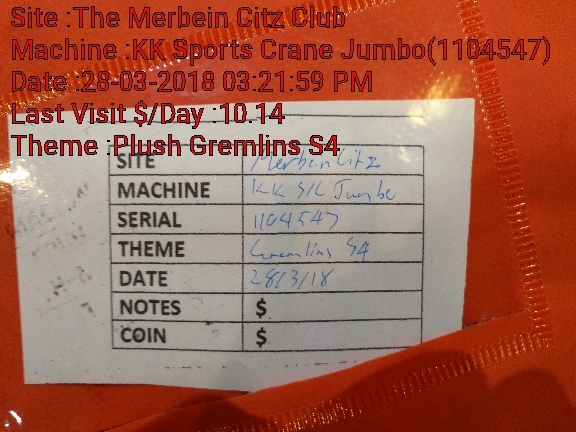 Site :The Merbein Citz Club
Machine :KK Sports Crane Jumbo(1104547)
Date :28-03-2018 03:21:59 PM
Last Visit $/Day :10.14
Theme :Plush Gremlins S4
SITE Merbein Citz
MACHINE KK S/C Jumbo
SERIAL 1104547
THEME Gremlins S4
DATE 28/3/18
NOTES $
COIN $